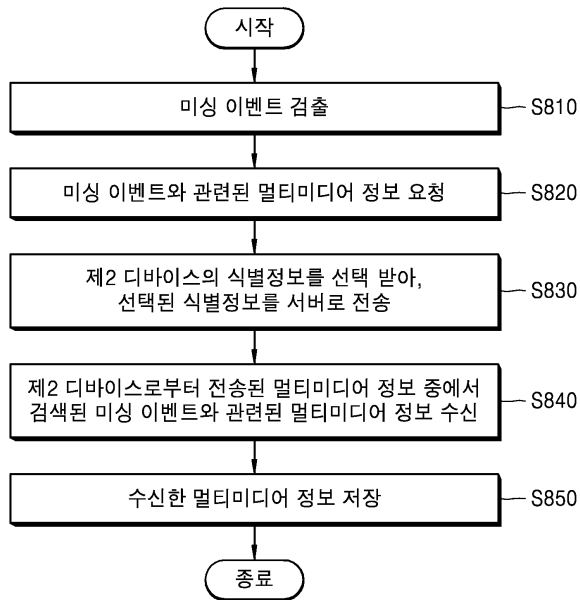 시작
미싱 이벤트 검출
S810
미싱 이벤트와 관련된 멀티미디어 정보 요청
S820
제2 디바이스의 식별정보를 선택 받아,
선택된 식별정보를 서버로 전송
S830
제2 디바이스로부터 전송된 멀티미디어 정보 중에서
검색된 미싱 이벤트와 관련된 멀티미디어 정보 수신
S840
수신한 멀티미디어 정보 저장
S850
종료